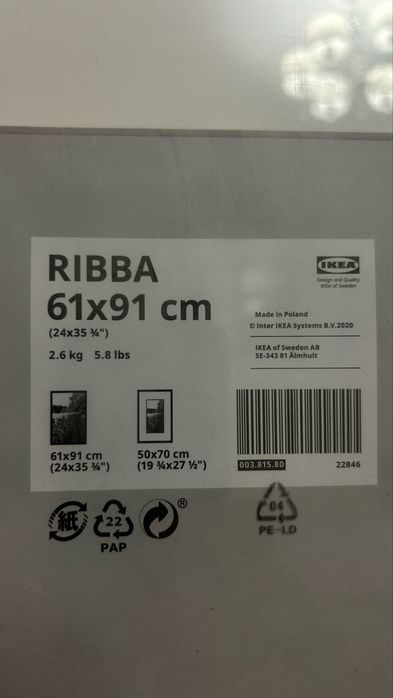 RIBBA
61x91 cm
(24x35 ¾")
2.6 kg 5.8 lbs
IKEA
Design and Quality
IKEA of Sweden
Made in Poland
© Inter IKEA Systems B.V.2020
IKEA of Sweden AB
SE-343 81 Älmhult
61x91 cm
(24x35 ¾")
50x70 cm
(19 ¾x27 ½")
003.815.80
22846
紙
22
PAP
®
04
PE-LD